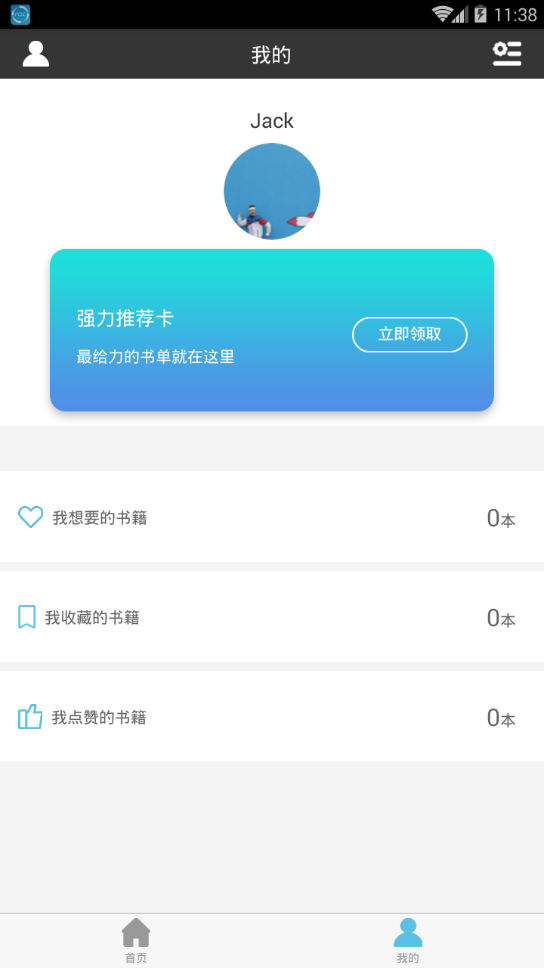 11:38
我的
Jack
强力推荐卡
最给力的书单就在这里
立即领取
我想要的书籍
0本
我收藏的书籍
0本
我点赞的书籍
0本
首页
我的